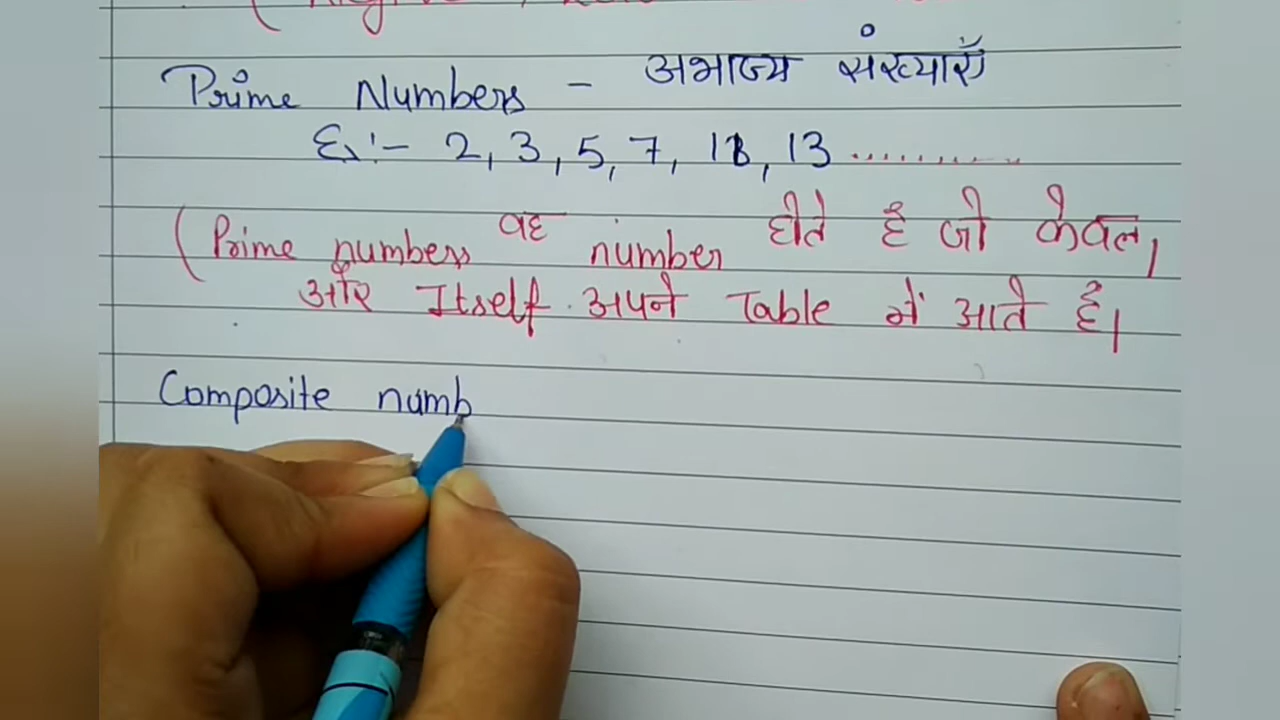 Prime Numbers - अभाज्य संख्याएँ
Ex:- 2, 3, 5, 7, 11, 13 ............
(Prime numbers वह number होते है जो केवल 1
और Itself अपने Table में आते है।
Composite numb